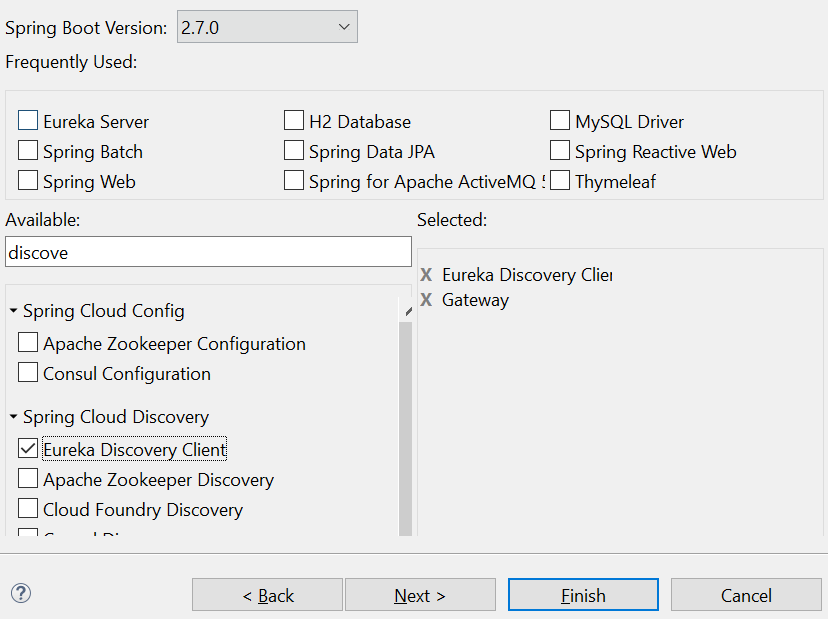 Spring Boot Version: 2.7.0
Frequently Used:
Eureka Server H2 Database MySQL Driver
Spring Batch Spring Data JPA Spring Reactive Web
Spring Web Spring for Apache ActiveMQ Thymeleaf
Available: Selected:
discove
X Eureka Discovery
X Gateway
Spring Cloud Config
Apache Zookeeper Configuration
Consul Configuration
Spring Cloud Discovery
Eureka Discovery Client
Apache Zookeeper Discovery
Cloud Foundry Discovery
? < Back Next > Finish Cancel